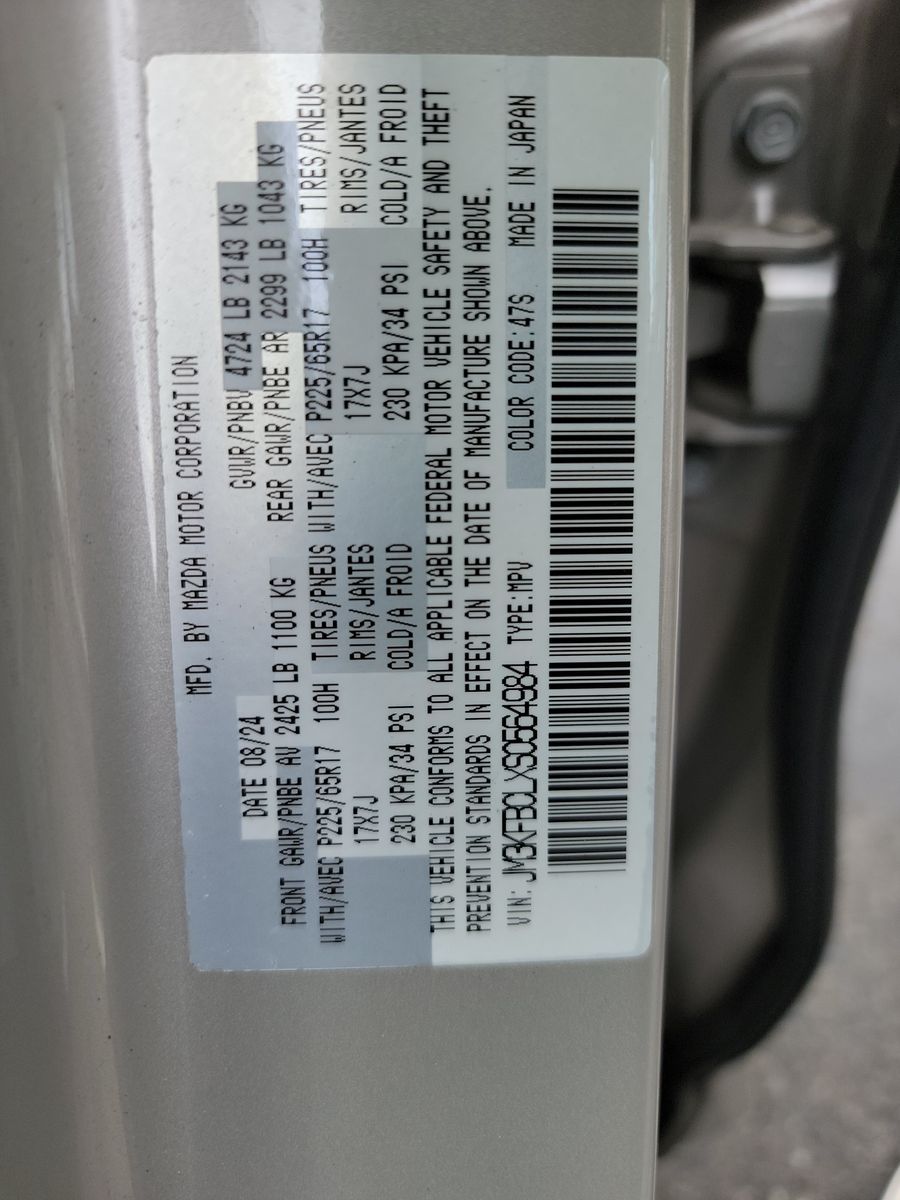 MFD. BY MAZDA MOTOR CORPORATION
DATE 08/24 GVWR/PNBV 4724 LB 2143 KG
FRONT GAWR/PNBE AV 2425 LB 1100 KG REAR GAWR/PNBE AR 2299 LB 1043 KG
WITH/AVEC P225/65R17 100H TIRES/PNEUS WITH/AVEC P225/65R17 100H TIRES/PNEUS
17X7J RIMS/JANTES 17X7J RIMS/JANTES
230 KPA/34 PSI COLD/A FROID 230 KPA/34 PSI COLD/A FROID
THIS VEHICLE CONFORMS TO ALL APPLICABLE FEDERAL MOTOR VEHICLE SAFETY AND THEFT
PREVENTION STANDARDS IN EFFECT ON THE DATE OF MANUFACTURE SHOWN ABOVE.
VIN: JM3KFBCLXS0564984 TYPE:MPV COLOR CODE:47S MADE IN JAPAN